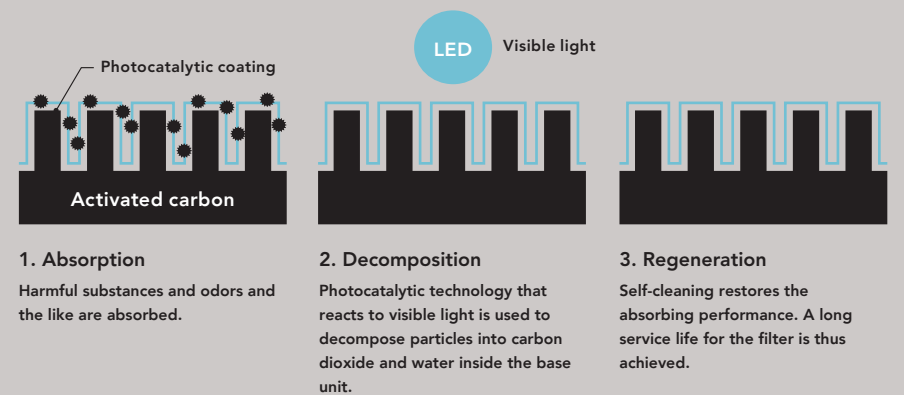 LED
Visible light
Photocatalytic coating
Activated carbon
1. Absorption
Harmful substances and odors and
the like are absorbed.
2. Decomposition
Photocatalytic technology that
reacts to visible light is used to
decompose particles into carbon
dioxide and water inside the base
unit.
3. Regeneration
Self-cleaning restores the
absorbing performance. A long
service life for the filter is thus
achieved.